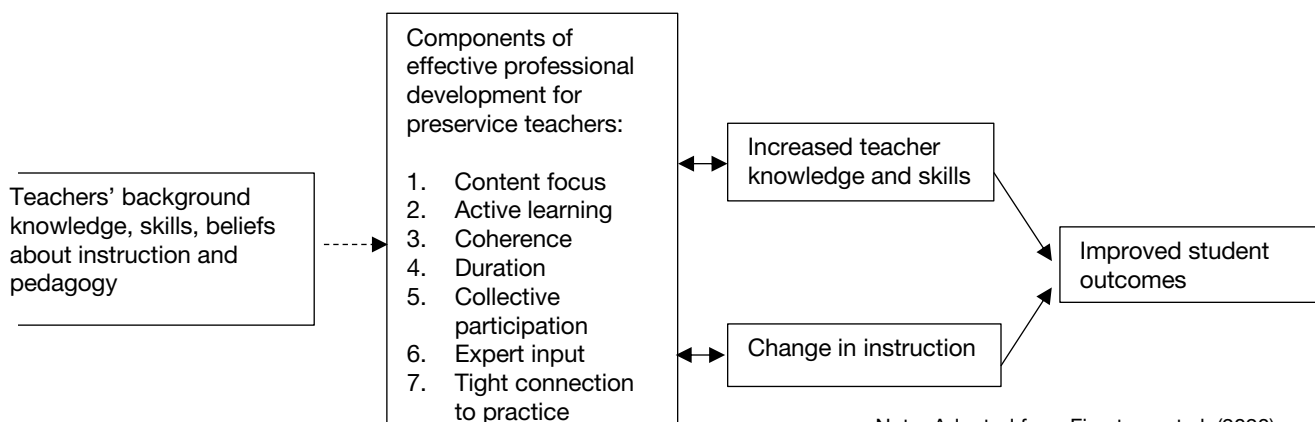 Components of
effective professional
development for
preservice teachers:
1. Content focus
2. Active learning
3. Coherence
4. Duration
5. Collective
participation
6. Expert input
7. Tight connection
to practice
Teachers’ background
knowledge, skills, beliefs
about instruction and
pedagogy
Increased teacher
knowledge and skills
Change in instruction
Improved student
outcomes